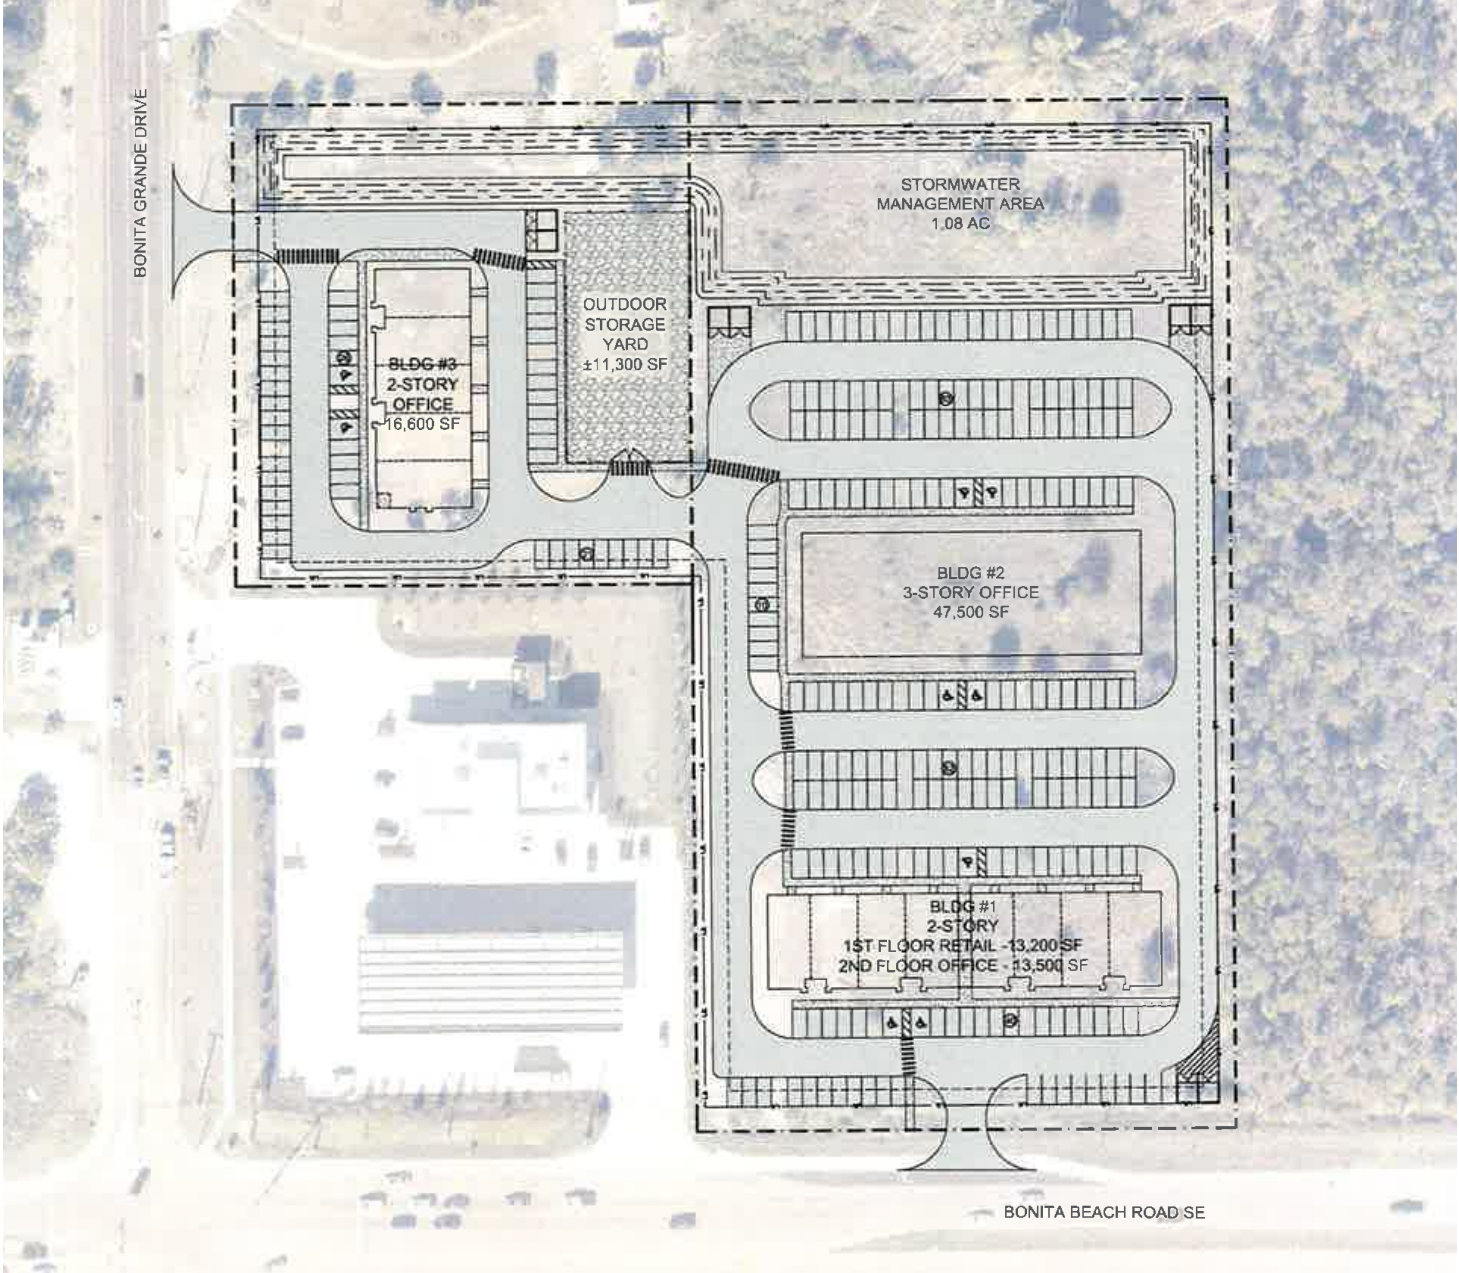 BONITA GRANDE DRIVE
STORMWATER
MANAGEMENT AREA
1.08 AC
OUTDOOR
STORAGE
YARD
±11,300 SF
BLDG #3
2-STORY
OFFICE
16,600 SF
BLDG #2
3-STORY OFFICE
47,500 SF
BLDG #1
2-STORY
1ST FLOOR RETAIL -13,200 SF
2ND FLOOR OFFICE - 13,500 SF
BONITA BEACH ROAD SE